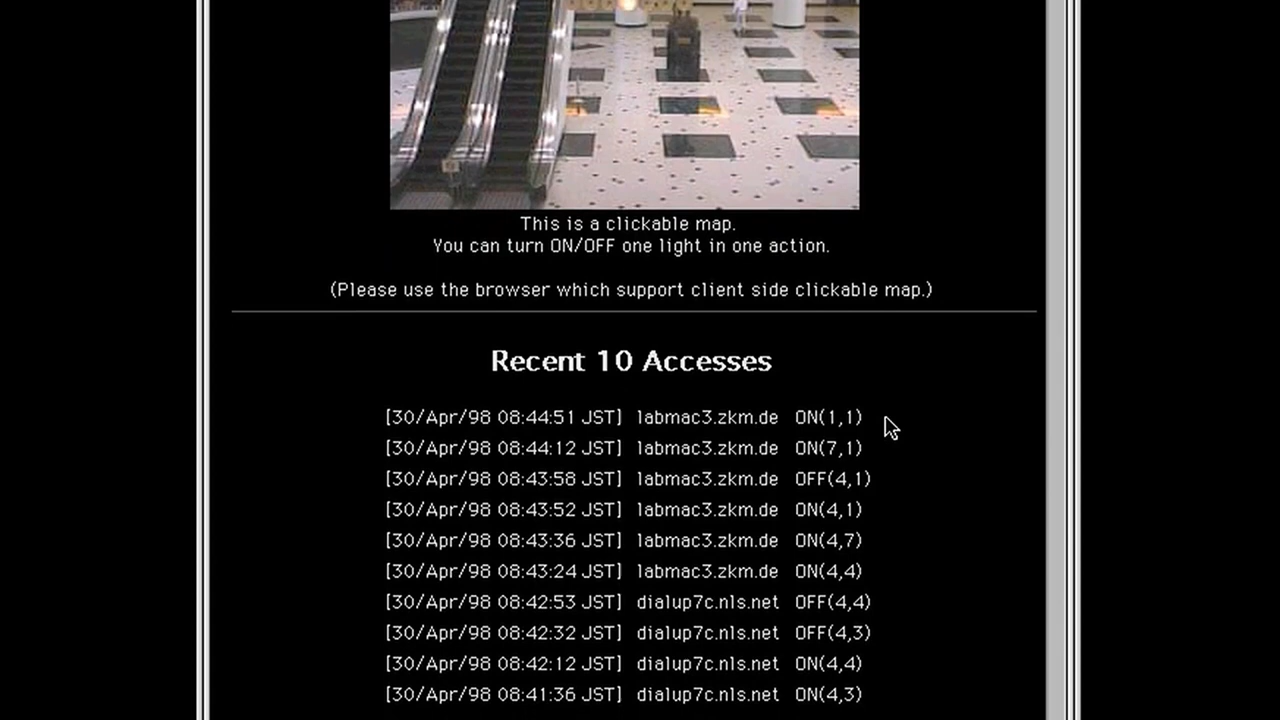 This is a clickable map.
You can turn ON/OFF one light in one action.
(Please use the browser which support client side clickable map.)
Recent 10 Accesses
[30/Apr/98 08:44:51 JST] labmac3.zkm.de ON(1,1)
[30/Apr/98 08:44:12 JST] labmac3.zkm.de ON(7,1)
[30/Apr/98 08:43:58 JST] labmac3.zkm.de OFF(4,1)
[30/Apr/98 08:43:52 JST] labmac3.zkm.de ON(4,1)
[30/Apr/98 08:43:36 JST] labmac3.zkm.de ON(4,7)
[30/Apr/98 08:43:24 JST] labmac3.zkm.de ON(4,4)
[30/Apr/98 08:42:53 JST] dialup7c.nls.net OFF(4,4)
[30/Apr/98 08:42:32 JST] dialup7c.nls.net OFF(4,3)
[30/Apr/98 08:42:12 JST] dialup7c.nls.net ON(4,4)
[30/Apr/98 08:41:36 JST] dialup7c.nls.net ON(4,3)